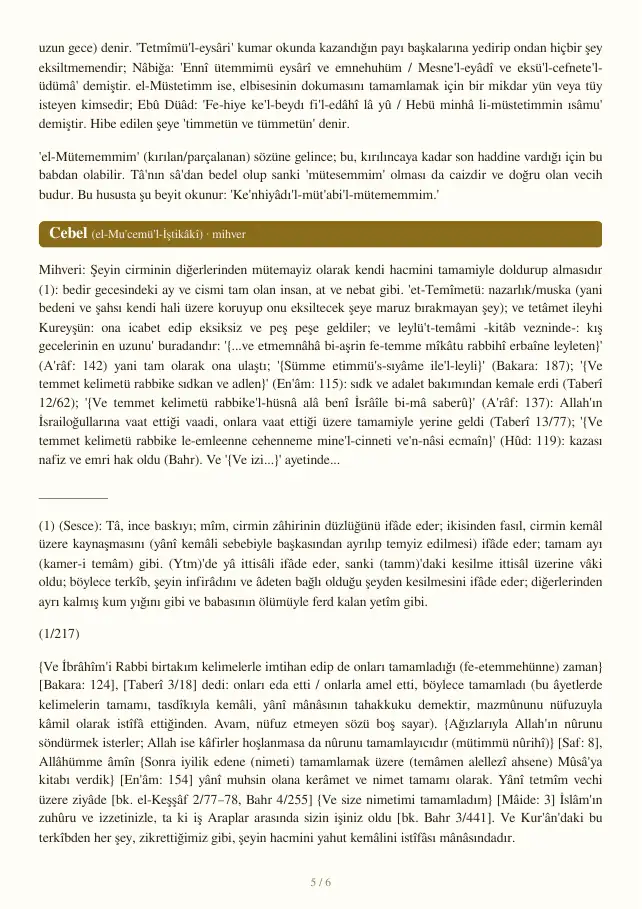 uzun gece) denir. 'Tetmîmü'l-eysâri' kumar okunda kazandığın payı başkalarına yedirip ondan hiçbir şey
eksiltmemendir; Nâbiğa: 'Ennî ütemmimü eysârî ve emnehuhüm / Mesne'l-eyâdî ve eksü'l-cefnete'l-
üdümâ' demiştir. el-Müstetimm ise, elbisesinin dokumasını tamamlamak için bir mikdar yün veya tüy
isteyen kimsedir; Ebû Düâd: 'Fe-hiye ke'l-beydı fi'l-edâhî lâ yû / Hebü minhâ li-müstetimmin ısâmu'
demiştir. Hibe edilen şeye 'timmetün ve tümmetün' denir.
'el-Mütememmim' (kırılan/parçalanan) sözüne gelince; bu, kırılıncaya kadar son haddine vardığı için bu
babdan olabilir. Tâ'nın sâ'dan bedel olup sanki 'mütesemmim' olması da caizdir ve doğru olan vecih
budur. Bu hususta şu beyit okunur: 'Ke'nhiyâdı'l-müt'abi'l-mütememmim.'
Cebel (el-Mu'cemü'l-İştikâkî) · mihver
Mihveri: Şeyin cirminin diğerlerinden mütemayiz olarak kendi hacmini tamamiyle doldurup almasıdır
(1): bedir gecesindeki ay ve cismi tam olan insan, at ve nebat gibi. 'et-Temîmetü: nazarlık/muska (yani
bedeni ve şahsı kendi hali üzere koruyup onu eksiltecek şeye maruz bırakmayan şey); ve tetâmet ileyhi
Kureyşün: ona icabet edip eksiksiz ve peş peşe geldiler; ve leylü't-temâmi -kitâb vezninde-: kış
gecelerinin en uzunu' buradandır: '{...ve etmemnâhâ bi-aşrin fe-temme mîkâtu rabbihî erbaîne leyleten}'
(A'râf: 142) yani tam olarak ona ulaştı; '{Sümme etimmü's-sıyâme ile'l-leyli}' (Bakara: 187); '{Ve
temmet kelimetü rabbike sıdkan ve adlen}' (En'âm: 115): sıdk ve adalet bakımından kemale erdi (Taberî
12/62); '{Ve temmet kelimetü rabbike'l-hüsnâ alâ benî İsrâîle bi-mâ saberû}' (A'râf: 137): Allah'ın
İsrailoğullarına vaat ettiği vaadi, onlara vaat ettiği üzere tamamiyle yerine geldi (Taberî 13/77); '{Ve
temmet kelimetü rabbike le-emleenne cehenneme mine'l-cinneti ve'n-nâsi ecmaîn}' (Hûd: 119): kazası
nafiz ve emri hak oldu (Bahr). Ve '{Ve izi...}' ayetinde...
(1) (Sesce): Tâ, ince baskıyı; mîm, cirmin zâhirinin düzlüğünü ifâde eder; ikisinden fasıl, cirmin kemâl
üzere kaynaşmasını (yânî kemâli sebebiyle başkasından ayrılıp temyiz edilmesi) ifâde eder; tamam ayı
(kamer-i temâm) gibi. (Ytm)'de yâ ittisâli ifâde eder, sanki (tamm)'daki kesilme ittisâl üzerine vâki
oldu; böylece terkîb, şeyin infirâdını ve âdeten bağlı olduğu şeyden kesilmesini ifâde eder; diğerlerinden
ayrı kalmış kum yığını gibi ve babasının ölümüyle ferd kalan yetîm gibi.
(1/217)
{Ve İbrâhîm'i Rabbi birtakım kelimelerle imtihan edip de onları tamamladığı (fe-etemmehünne) zaman}
[Bakara: 124], [Taberî 3/18] dedi: onları eda etti / onlarla amel etti, böylece tamamladı (bu âyetlerde
kelimelerin tamamı, tasdîkıyla kemâli, yânî mânâsının tahakkuku demektir, mazmûnunu nüfuzuyla
kâmil olarak istîfâ ettiğinden. Avam, nüfuz etmeyen sözü boş sayar). {Ağızlarıyla Allah'ın nûrunu
söndürmek isterler; Allah ise kâfirler hoşlanmasa da nûrunu tamamlayıcıdır (mütimmü nûrihî)} [Saf: 8],
Allâhümme âmîn {Sonra iyilik edene (nimeti) tamamlamak üzere (temâmen alellezî ahsene) Mûsâ'ya
kitabı verdik} [En'âm: 154] yânî muhsin olana kerâmet ve nimet tamamı olarak. Yânî tetmîm vechi
üzere ziyâde [bk. el-Keşşâf 2/77–78, Bahr 4/255] {Ve size nimetimi tamamladım} [Mâide: 3] İslâm'ın
zuhûru ve izzetinizle, ta ki iş Araplar arasında sizin işiniz oldu [bk. Bahr 3/441]. Ve Kur'ân'daki bu
terkîbden her şey, zikrettiğimiz gibi, şeyin hacmini yahut kemâlini istîfâsı mânâsındadır.
5 / 6